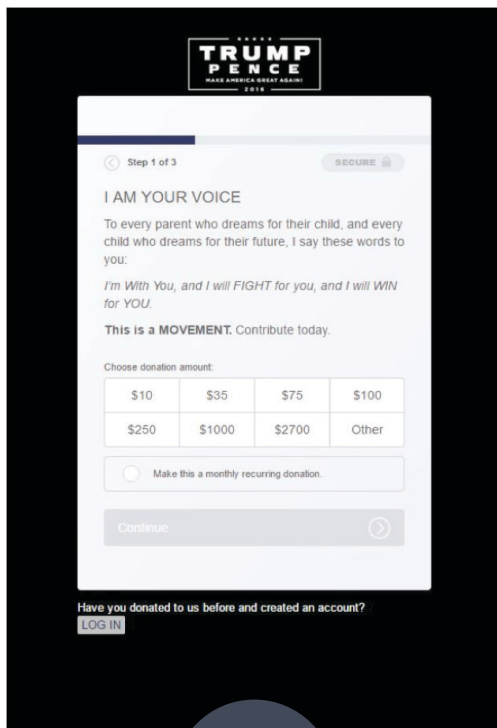 TRUMP
PENCE
MAKE AMERICA GREAT AGAIN!
2016
Step 1 of 3
SECURE
I AM YOUR VOICE
To every parent who dreams for their child, and every
child who dreams for their future, I say these words to
you:
I'm With You, and I will FIGHT for you, and I will WIN
for YOU.
This is a MOVEMENT. Contribute today.
Choose donation amount:
$10 $35 $75 $100
$250 $1000 $2700 Other
Make this a monthly recurring donation.
Continue
Have you donated to us before and created an account?
LOG IN